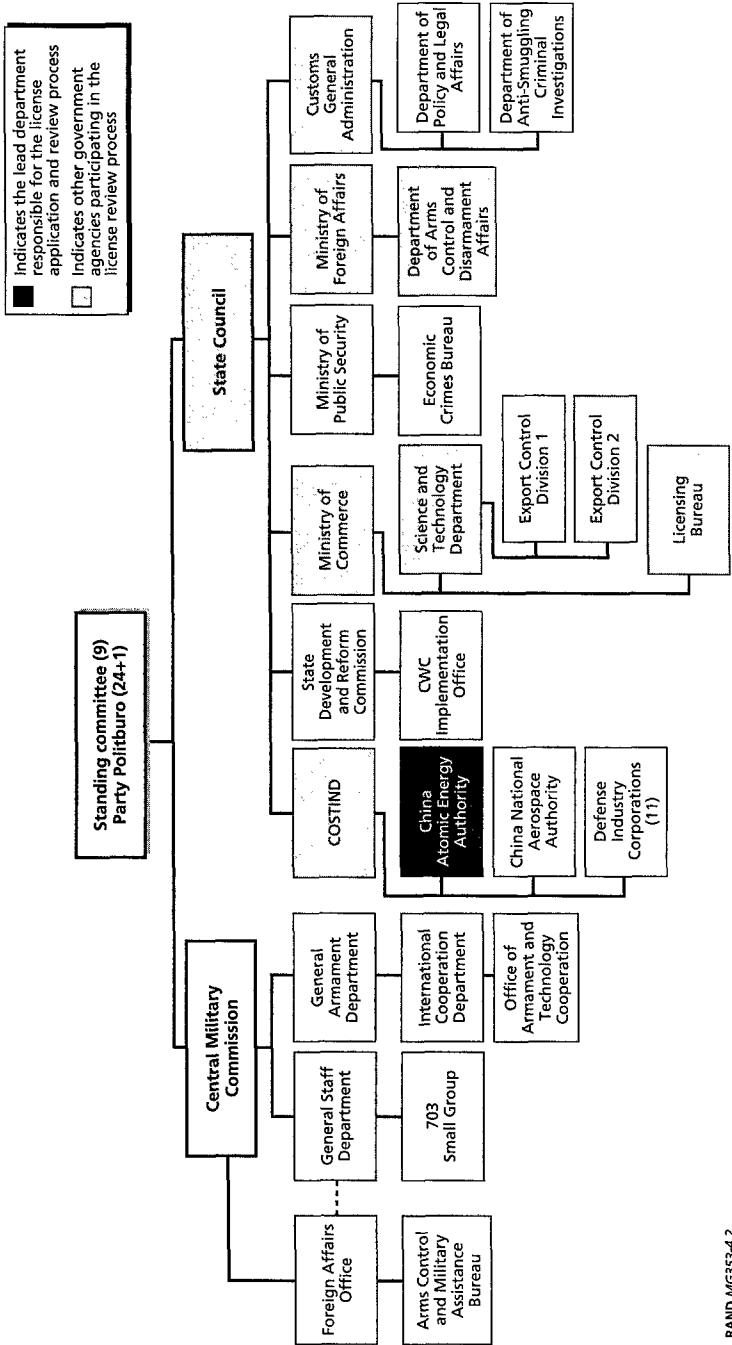 Indicates the lead department
responsible for the license
application and review process
Indicates other government
agencies participating in the
license review process
Standing committee (9)
Party Politburo (24+1)
Central Military
Commission
State Council
Foreign Affairs
Office
General Staff
Department
General
Armament
Department
COSTIND
State
Development
and Reform
Commission
Ministry of
Commerce
Ministry of
Public Security
Ministry of
Foreign Affairs
Customs
General
Administration
Arms Control
and Military
Assistance
Bureau
703
Small Group
International
Cooperation
Department
China
Atomic Energy
Authority
CWC
Implementation
Office
Science and
Technology
Department
Economic
Crimes Bureau
Department
of Arms
Control and
Disarmament
Affairs
Department of
Policy and Legal
Affairs
Office of
Armament and
Technology
Cooperation
China National
Aerospace
Authority
Export Control
Division 1
Department of
Anti-Smuggling
Criminal
Investigations
Defense
Industry
Corporations
(11)
Export Control
Division 2
Licensing
Bureau
RAND MG353-4.2